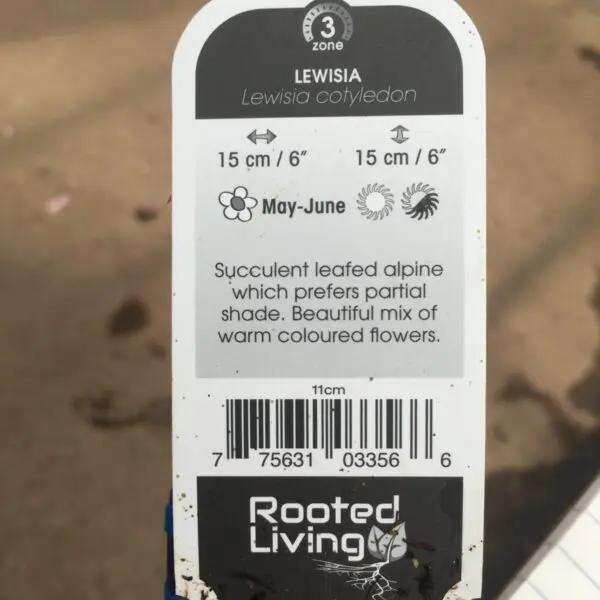 3
zone
LEWISIA
Lewisia cotyledon
15 cm / 6" 15 cm / 6"
May-June
Succulent leafed alpine
which prefers partial
shade. Beautiful mix of
warm coloured flowers.
11cm
7 75631 03356 6
Rooted
Living